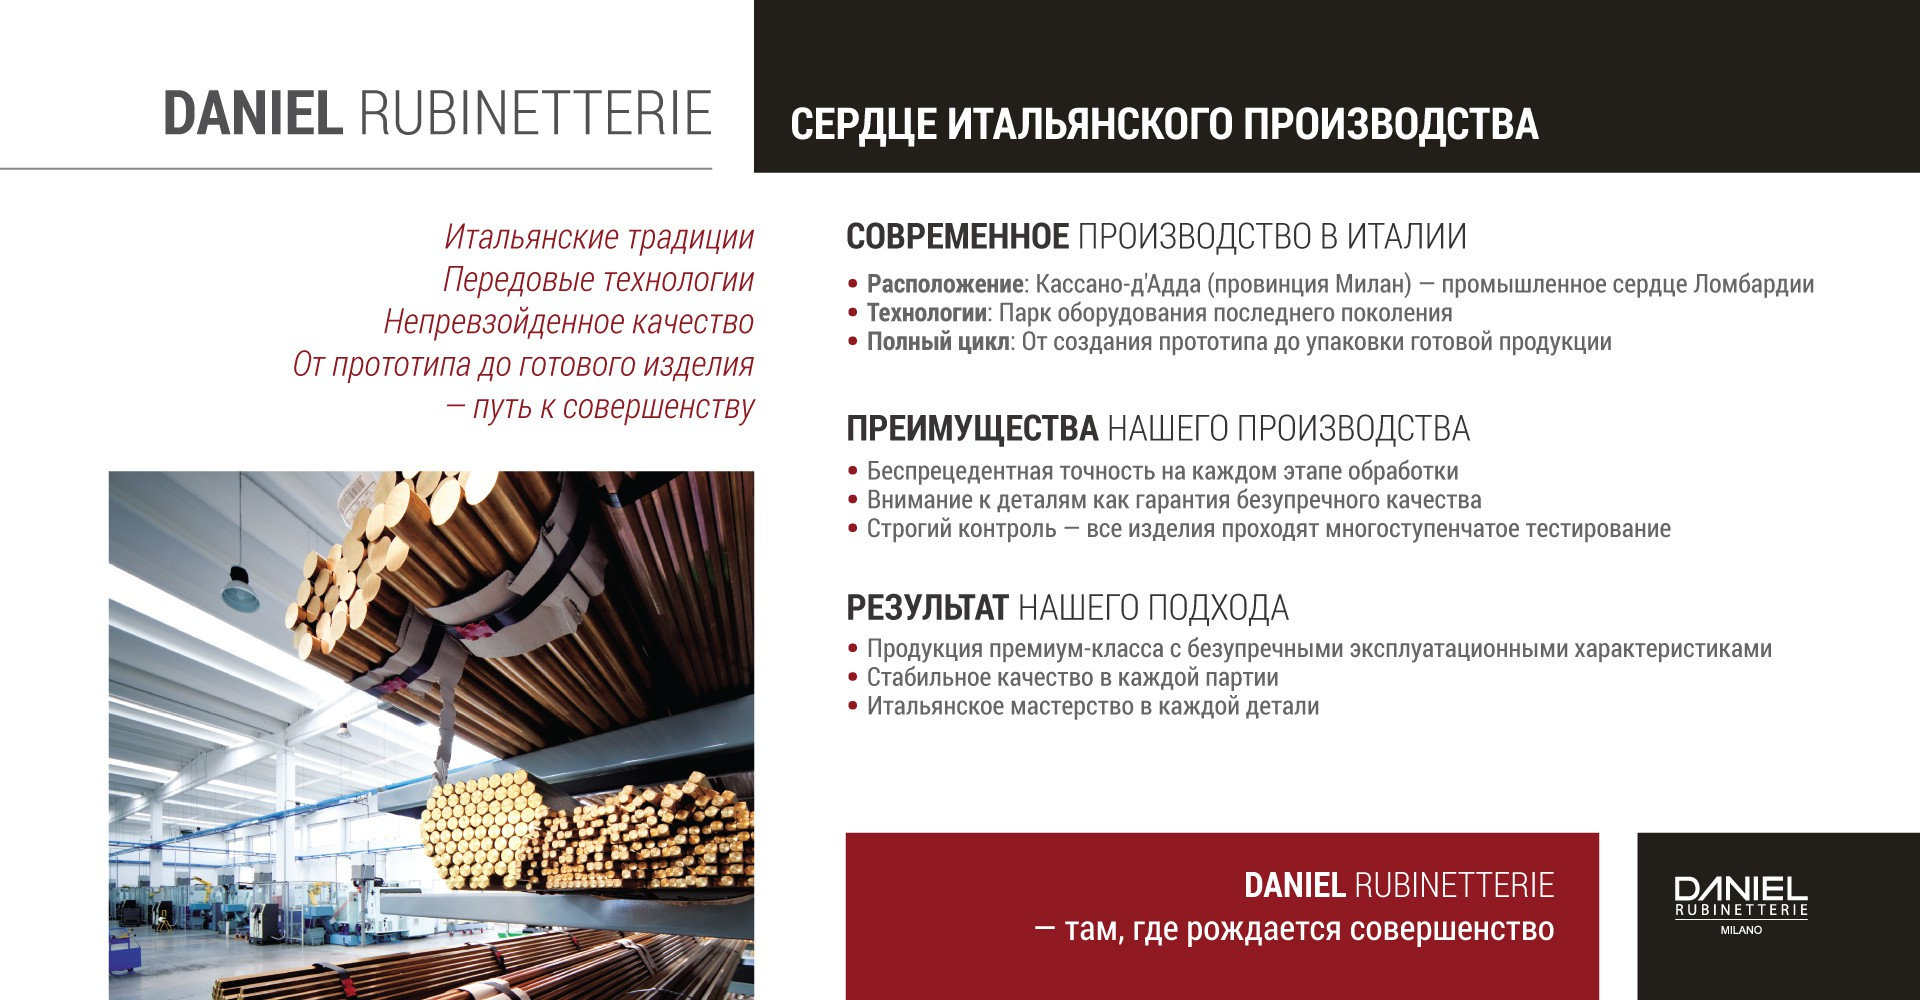 DANIEL RUBINETTERIE
СЕРДЦЕ ИТАЛЬЯНСКОГО ПРОИЗВОДСТВА
Итальянские традиции
Передовые технологии
Непревзойденное качество
От прототипа до готового изделия
— путь к совершенству
СОВРЕМЕННОЕ ПРОИЗВОДСТВО В ИТАЛИИ
• Расположение: Кассано-д'Адда (провинция Милан) — промышленное сердце Ломбардии
• Технологии: Парк оборудования последнего поколения
• Полный цикл: От создания прототипа до упаковки готовой продукции
ПРЕИМУЩЕСТВА НАШЕГО ПРОИЗВОДСТВА
• Беспрецедентная точность на каждом этапе обработки
• Внимание к деталям как гарантия безупречного качества
• Строгий контроль — все изделия проходят многоступенчатое тестирование
РЕЗУЛЬТАТ НАШЕГО ПОДХОДА
• Продукция премиум-класса с безупречными эксплуатационными характеристиками
• Стабильное качество в каждой партии
• Итальянское мастерство в каждой детали
DANIEL RUBINETTERIE
— там, где рождается совершенство
DANIEL
RUBINETTERIE
MILANO